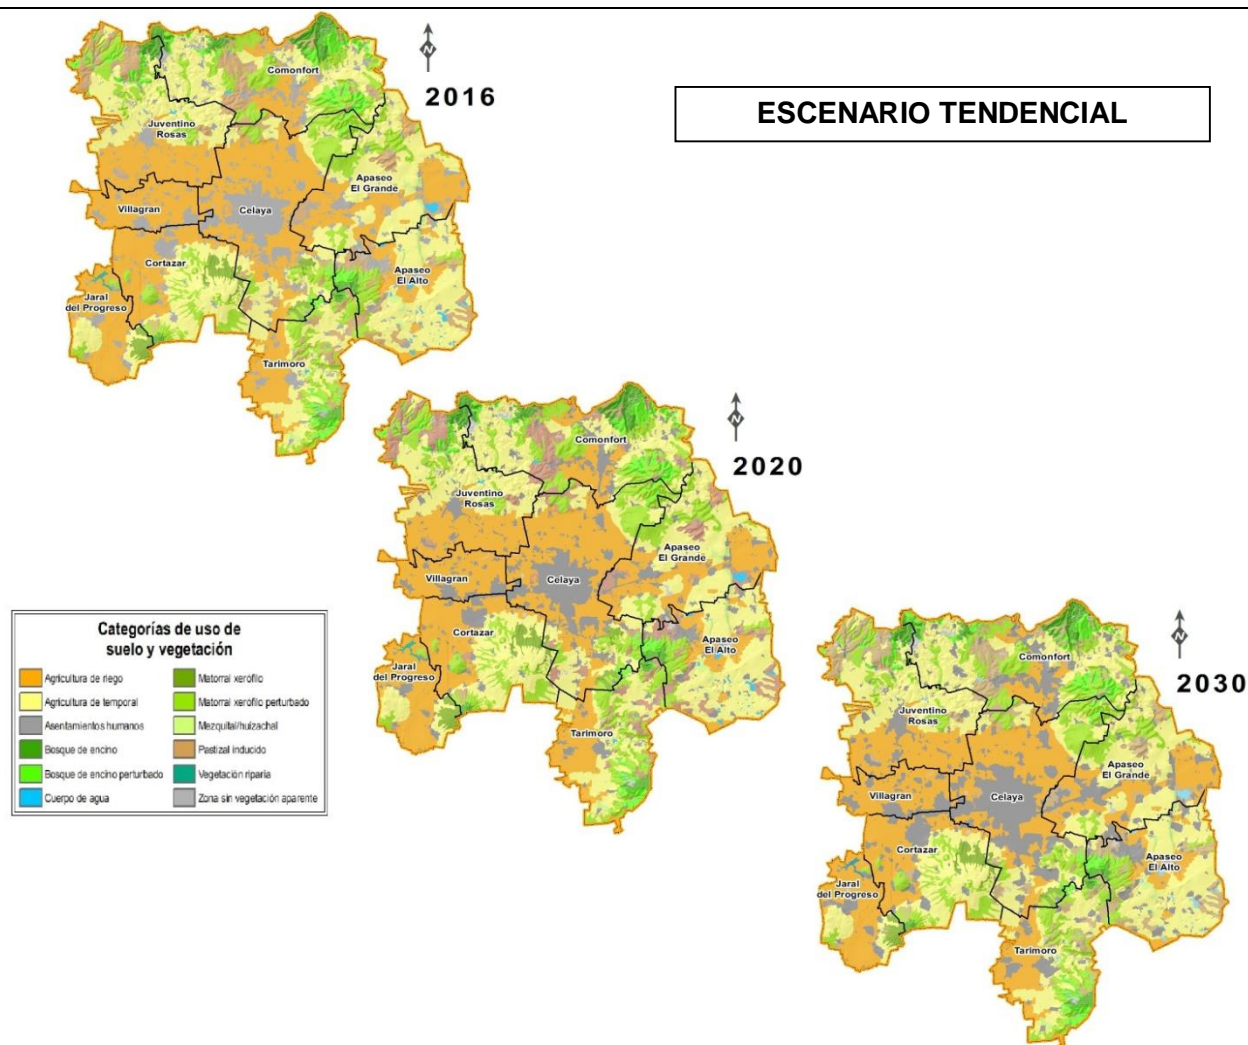 ESCENARIO TENDENCIAL
N
2016
Comonfort
Juventino
Rosas
Apaseo
El Grande
Villagran
Celaya
Cortazar
Apaseo
El Alto
Jaral
del Progreso
Tarimoro
N
2020
Comonfort
Juventino
Rosas
Apaseo
El Grande
Villagran
Celaya
Cortazar
Apaseo
El Alto
Jaral
del Progreso
Tarimoro
Categorías de uso de
suelo y vegetación
Agricultura de riego
Agricultura de temporal
Asentamientos humanos
Bosque de encino
Bosque de encino perturbado
Cuerpo de agua
Matorral xerófilo
Matorral xerófilo perturbado
Mezquital/huizachal
Pastizal inducido
Vegetación riparia
Zona sin vegetación aparente
N
2030
Comonfort
Juventino
Rosas
Apaseo
El Grande
Villagran
Celaya
Cortazar
Apaseo
El Alto
Jaral
del Progreso
Tarimoro